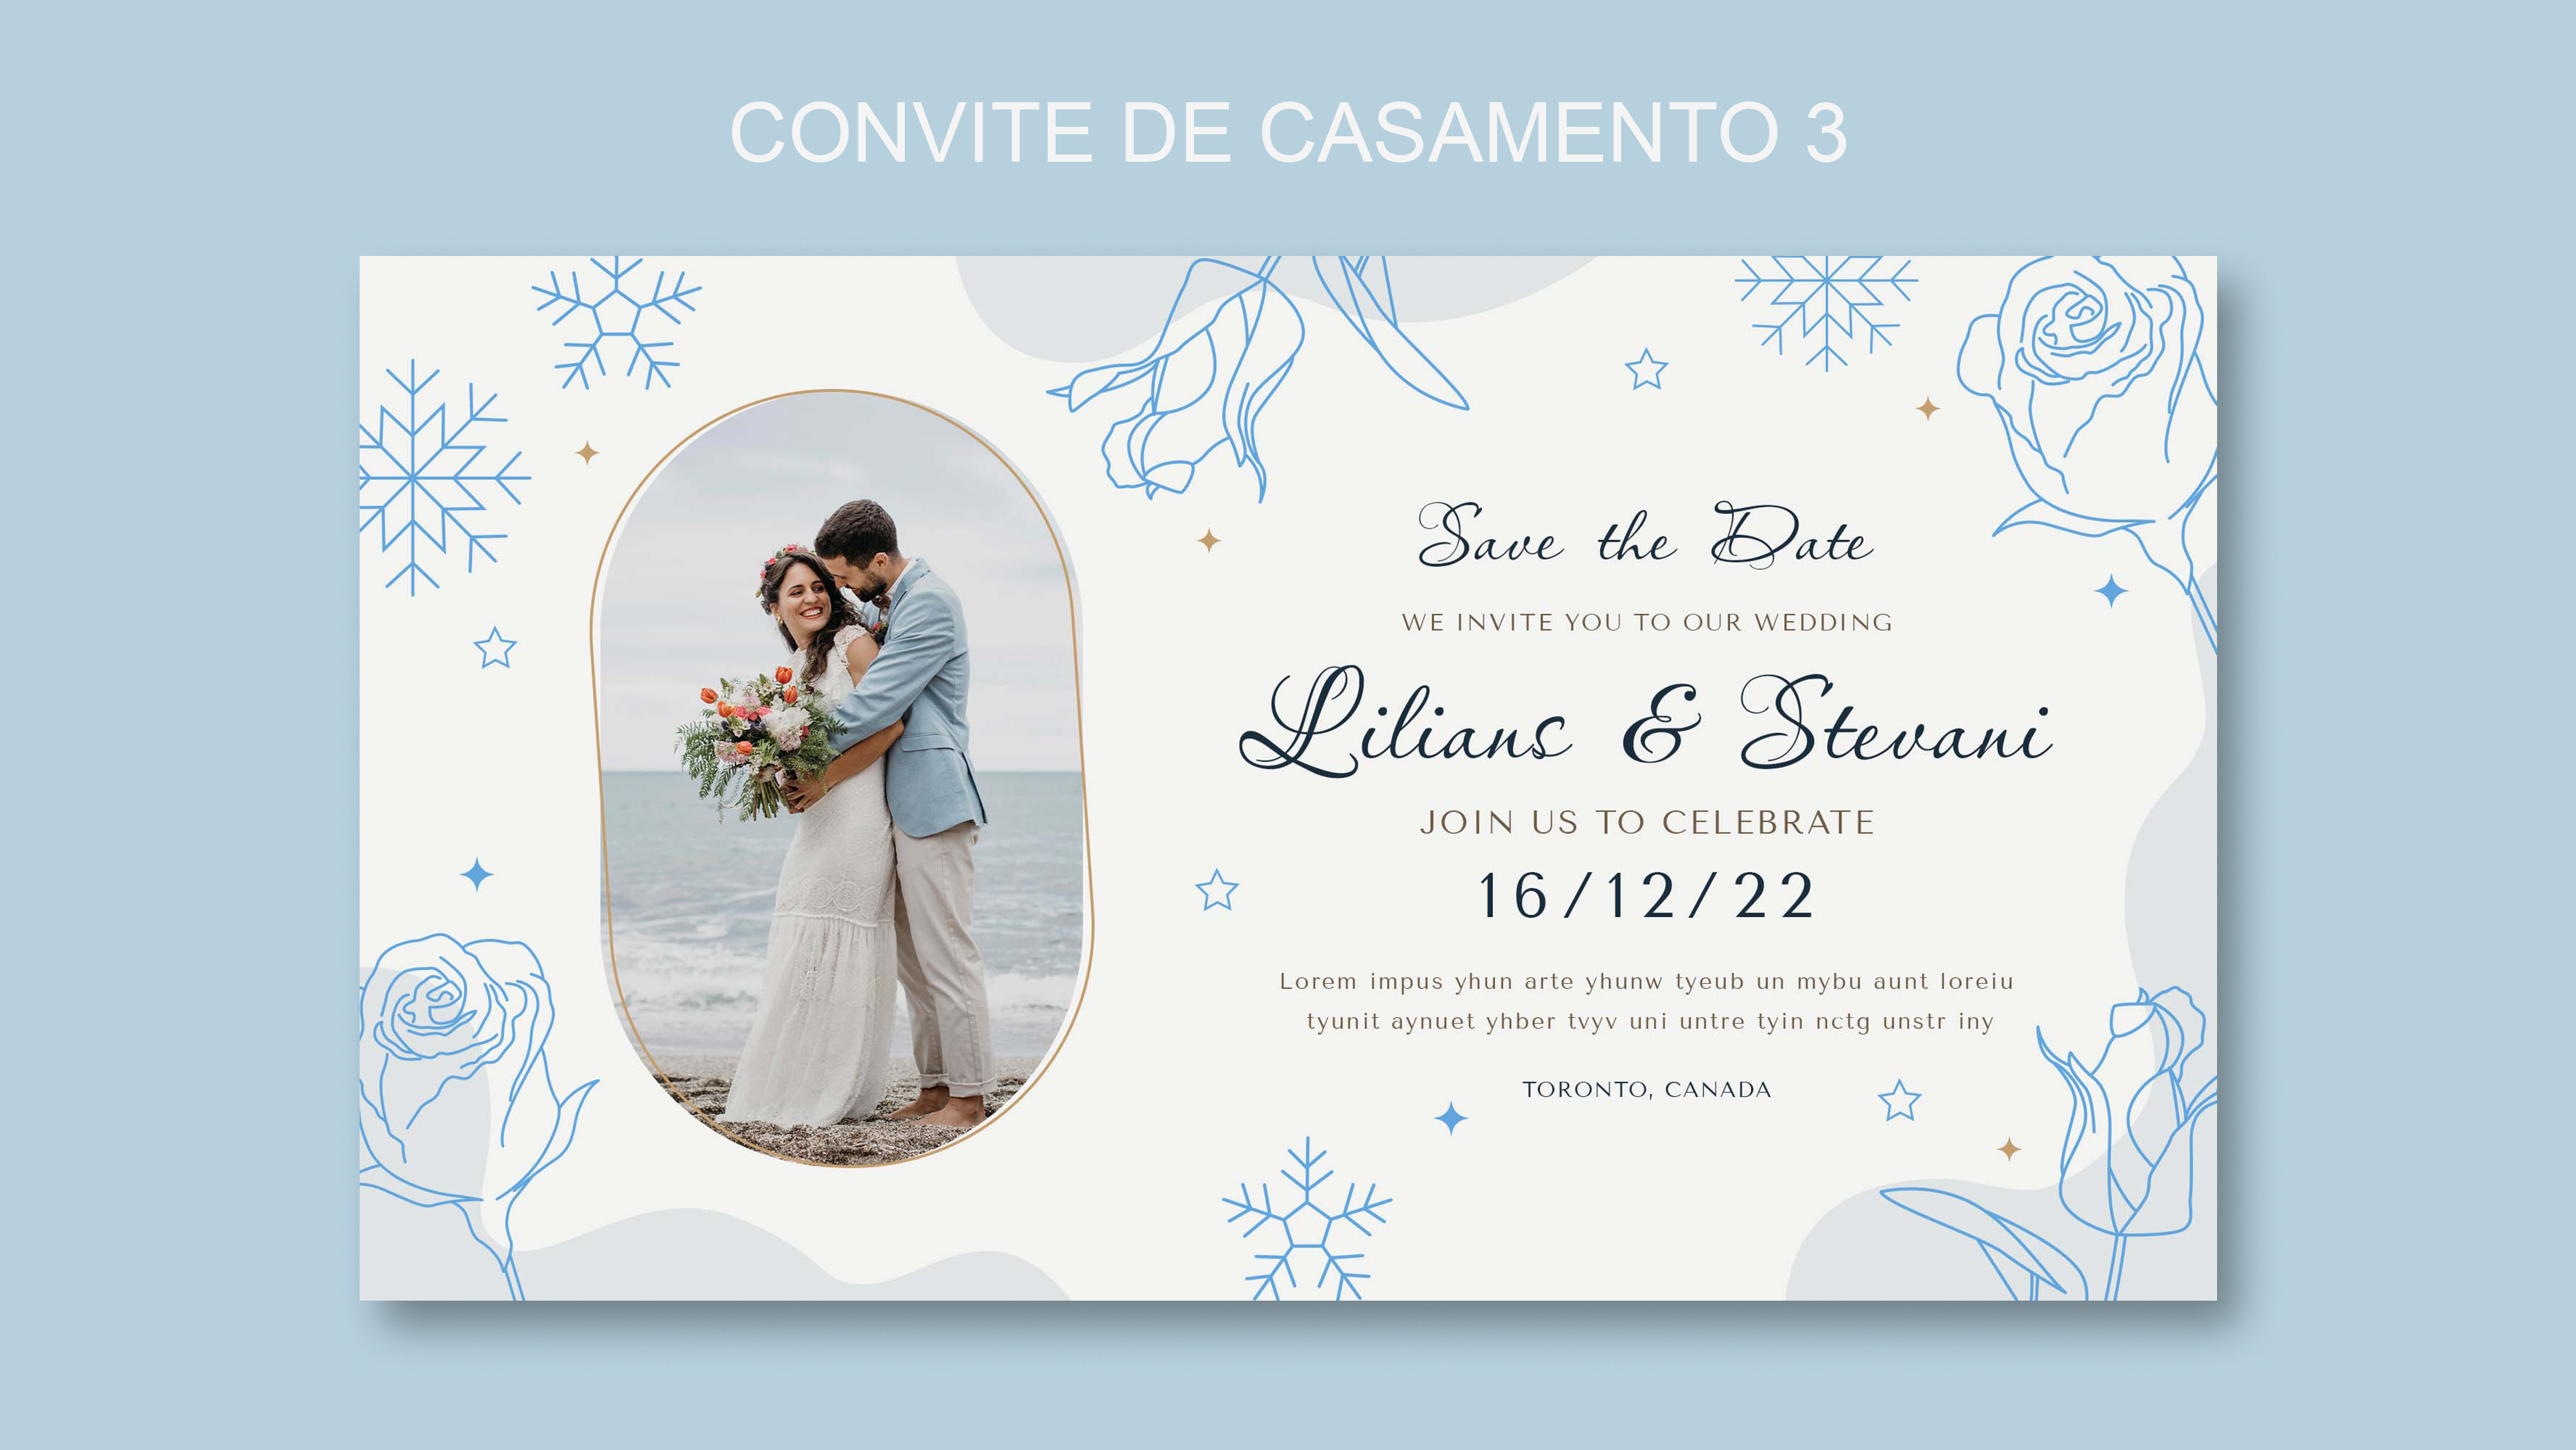 CONVITE DE CASAMENTO 3
Save the Date
WE INVITE YOU TO OUR WEDDING
Lilians & Stevani
JOIN US TO CELEBRATE
16/12/22
Lorem impus yhun arte yhunw tyeub un mybu aunt loreiu
tyunit aynuet yhber tvyv uni untre tyin nctg unstr iny
TORONTO, CANADA